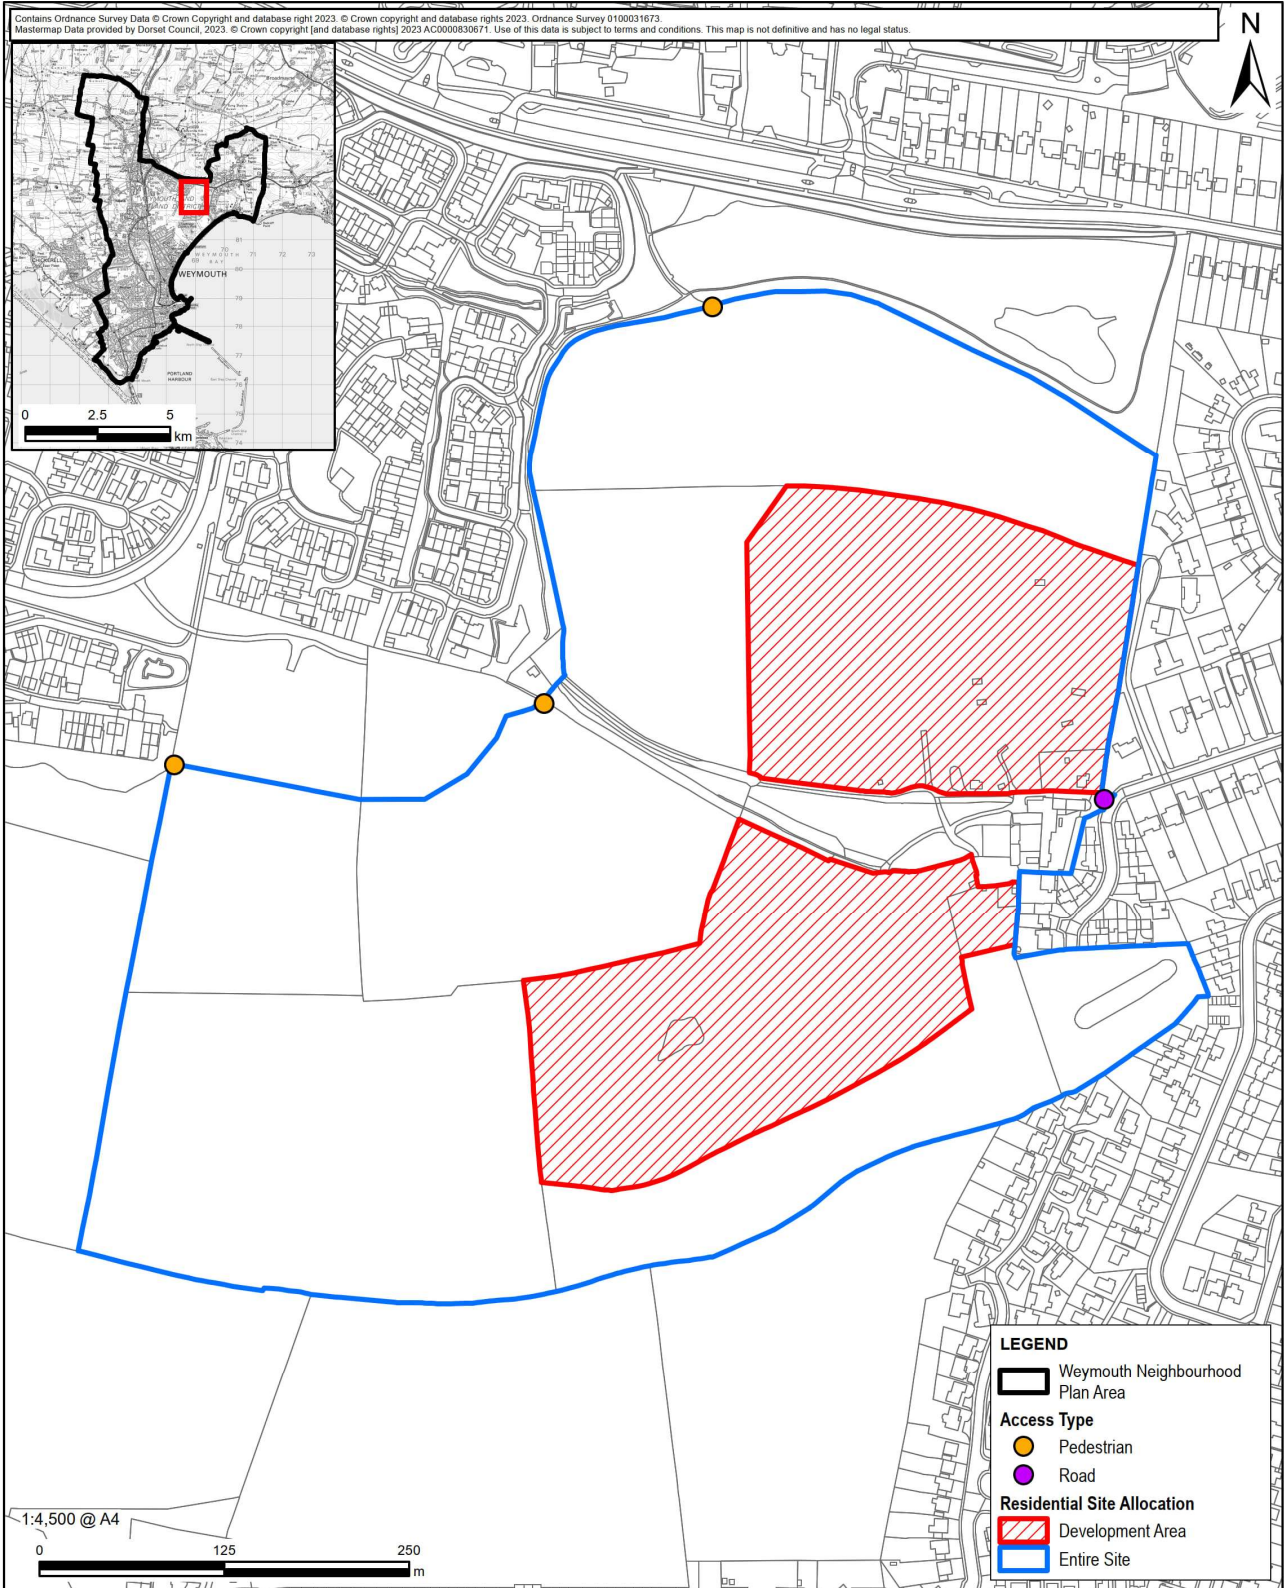 Contains Ordnance Survey Data © Crown Copyright and database right 2023. © Crown copyright and database rights 2023. Ordnance Survey 0100031673.
Mastermap Data provided by Dorset Council, 2023. © Crown copyright [and database rights] 2023 AC0000830671. Use of this data is subject to terms and conditions. This map is not definitive and has no legal status.
N
Broadmayne
WEYMOUTH
PORTLAND
HARBOUR
0 2.5 5
km
LEGEND
Weymouth Neighbourhood
Plan Area
Access Type
Pedestrian
Road
Residential Site Allocation
Development Area
Entire Site
1:4,500 @ A4
0 125 250
m